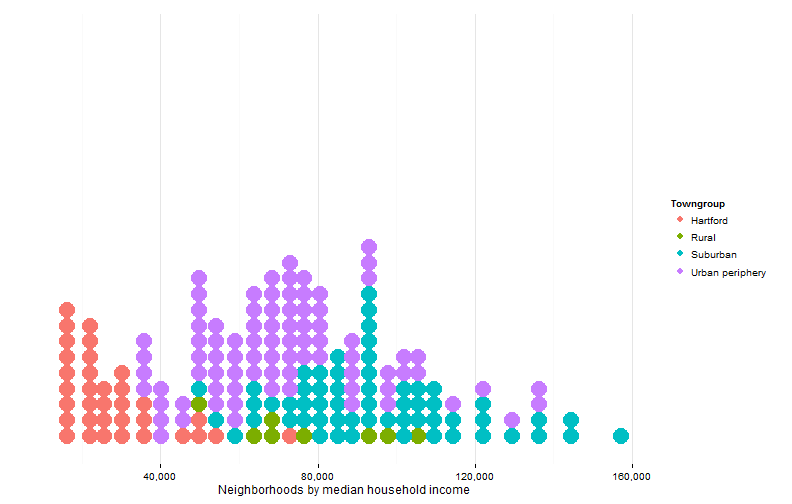 Towngroup
Hartford
Rural
Suburban
Urban periphery
40,000
80,000
120,000
160,000
Neighborhoods by median household income